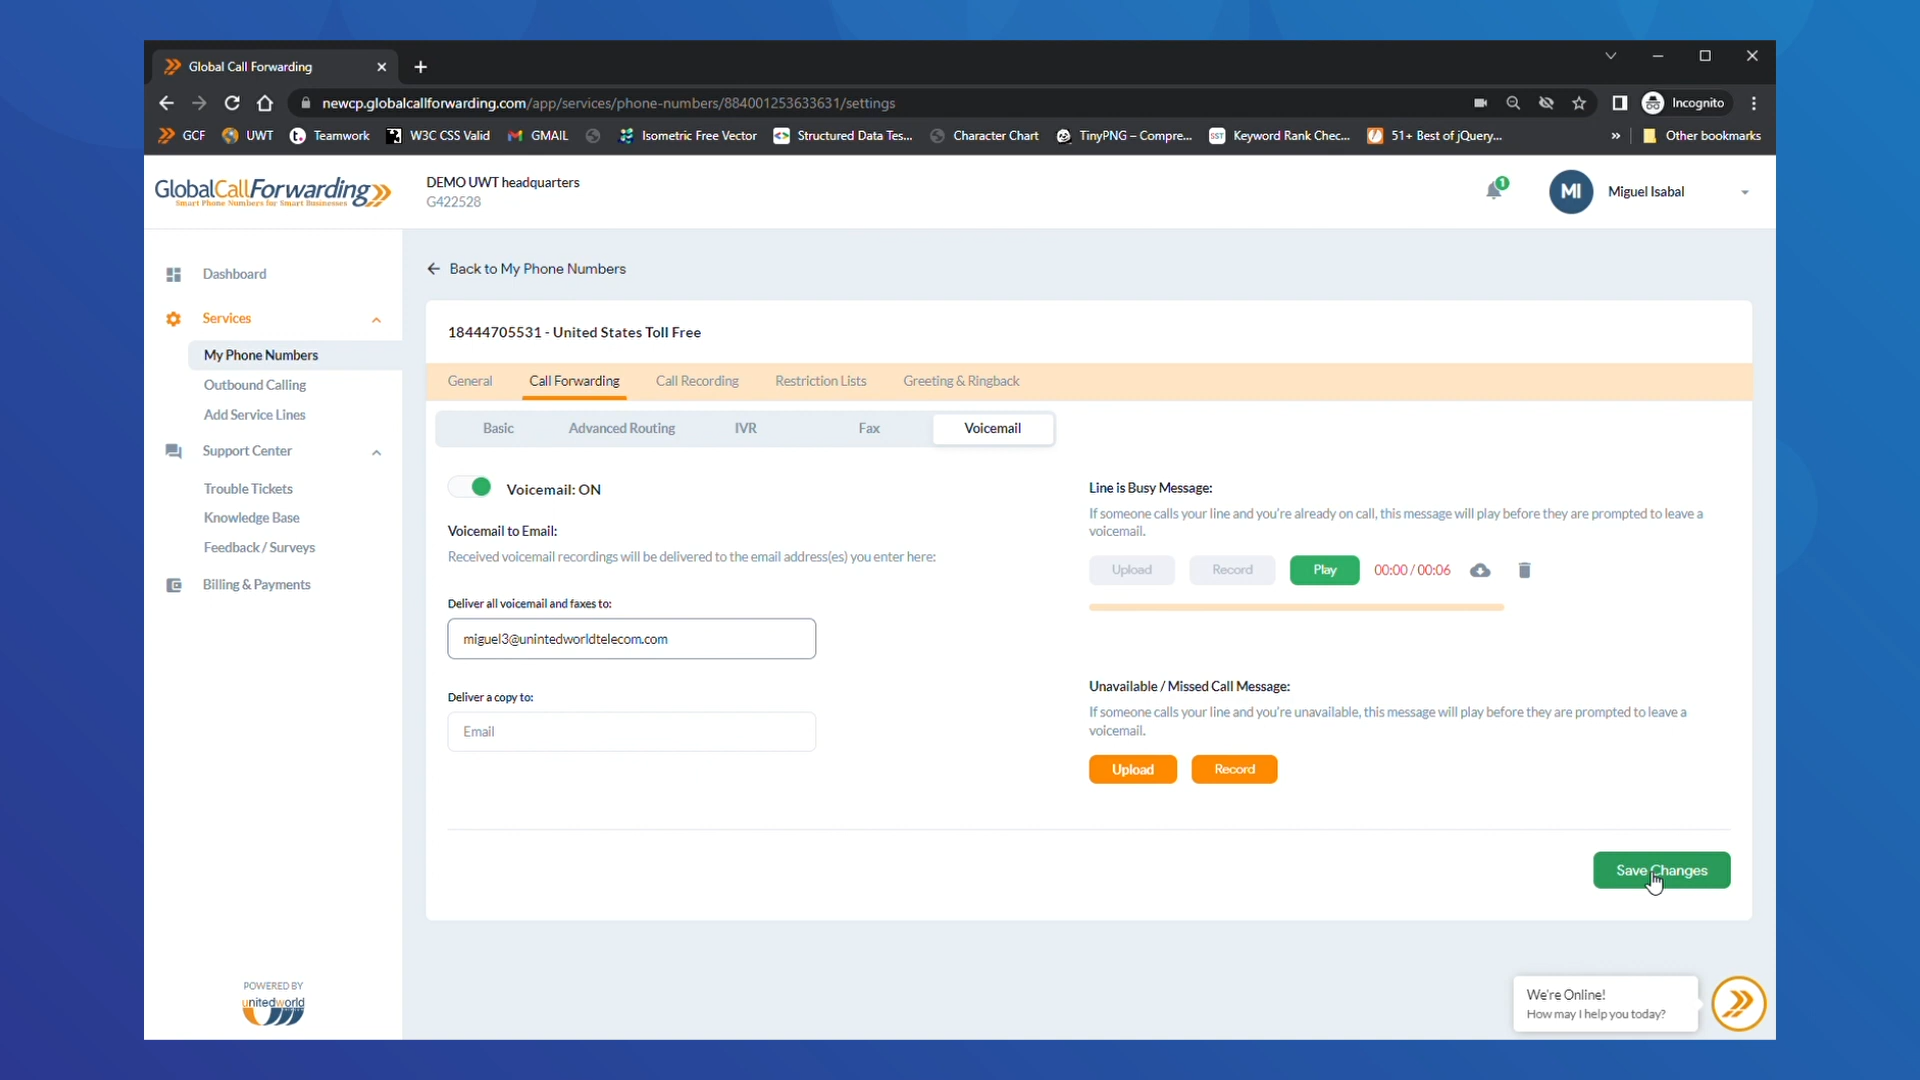 Global Call Forwarding
newcp.globalcallforwarding.com/app/services/phone-numbers/884001253633631/settings
Incognito
GCF
UWT
Teamwork
W3C CSS Valid
GMAIL
Isometric Free Vector
Structured Data Tes...
Character Chart
TinyPNG – Compre...
Keyword Rank Chec...
51+ Best of jQuery...
»
Other bookmarks
GlobalCallForwarding
Smart Phone Numbers for Smart Businesses
DEMO UWT headquarters
G422528
1
MI
Miguel Isabal
Dashboard
Services
My Phone Numbers
Outbound Calling
Add Service Lines
Support Center
Trouble Tickets
Knowledge Base
Feedback / Surveys
Billing & Payments
POWERED BY
unitedworld
Back to My Phone Numbers
18444705531 - United States Toll Free
General
Call Forwarding
Call Recording
Restriction Lists
Greeting & Ringback
Basic
Advanced Routing
IVR
Fax
Voicemail
Voicemail: ON
Voicemail to Email:
Received voicemail recordings will be delivered to the email address(es) you enter here:
Deliver all voicemail and faxes to:
miguel3@unintedworldtelecom.com
Deliver a copy to:
Email
Line is Busy Message:
If someone calls your line and you're already on call, this message will play before they are prompted to leave a
voicemail.
Upload
Record
Play
00:00 / 00:06
Unavailable / Missed Call Message:
If someone calls your line and you're unavailable, this message will play before they are prompted to leave a
voicemail.
Upload
Record
Save Changes
We're Online!
How may I help you today?